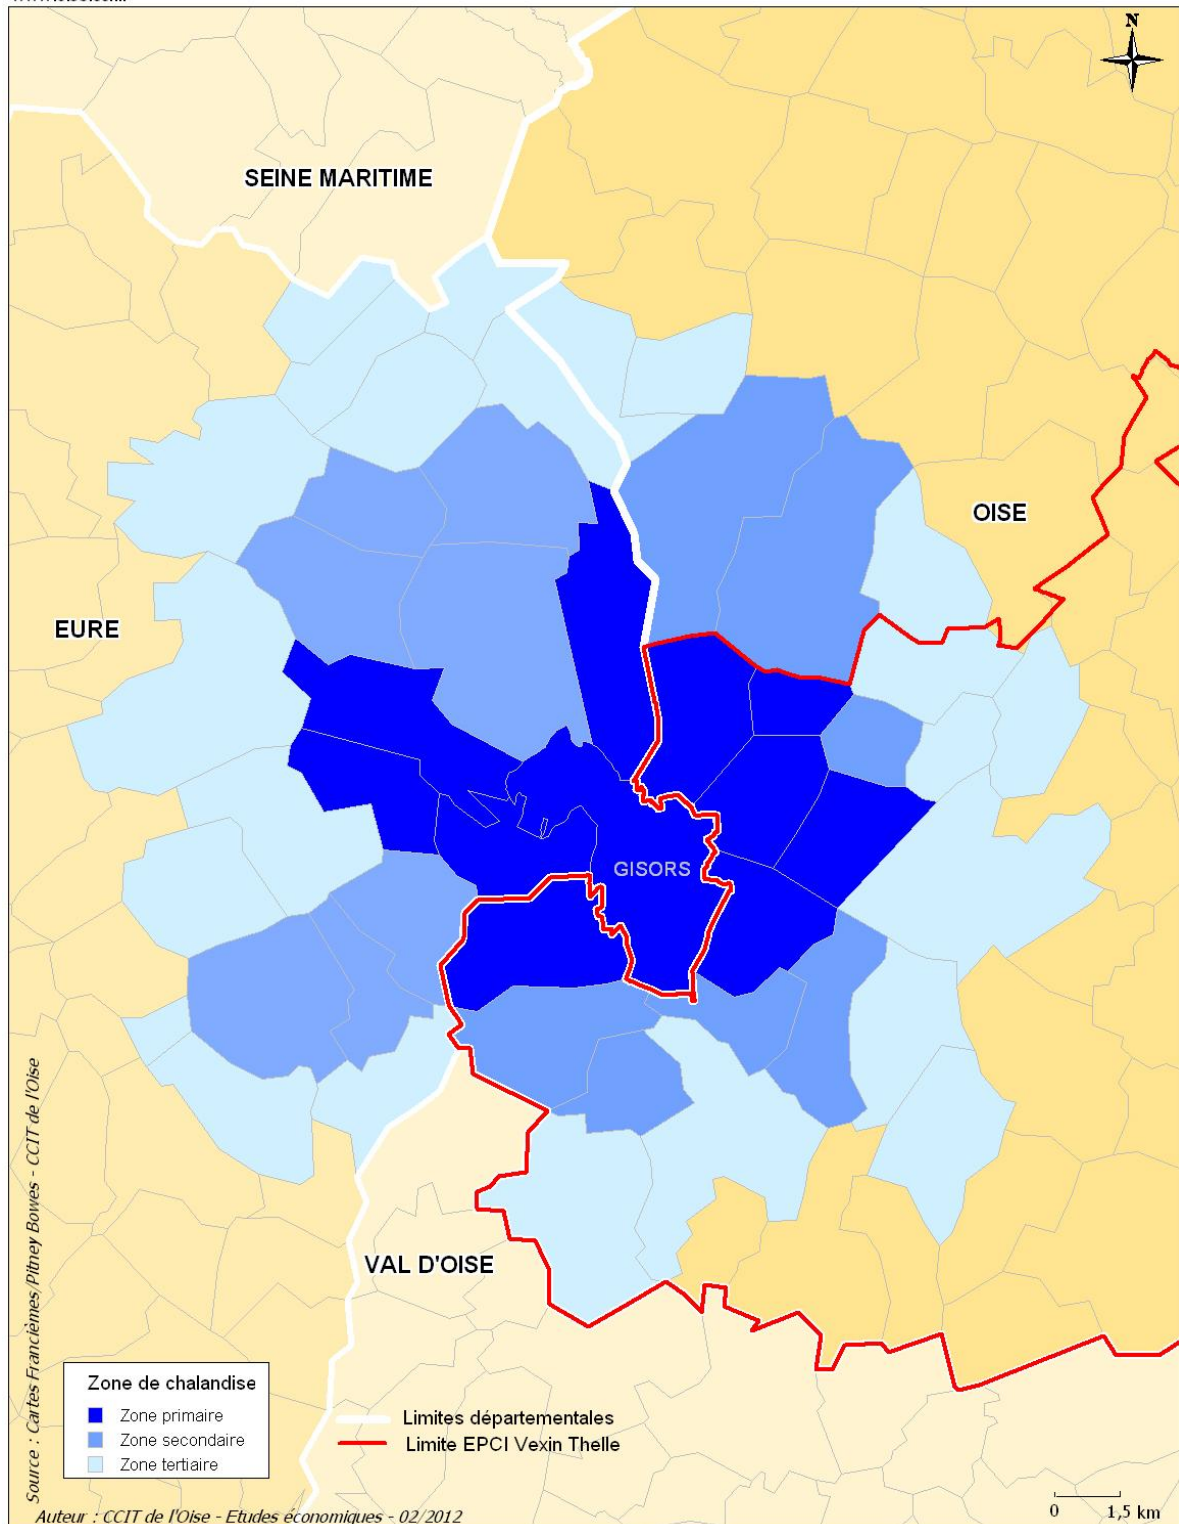 N
SEINE MARITIME
OISE
EURE
GISORS
VAL D'OISE
Source : Cartes Francièmes/Pitney Bowes - CCIT de l'Oise
Zone de chalandise
Zone primaire
Zone secondaire
Zone tertiaire
Limites départementales
Limite EPCI Vexin Thelle
0 1,5 km
Auteur : CCIT de l'Oise - Etudes économiques - 02/2012